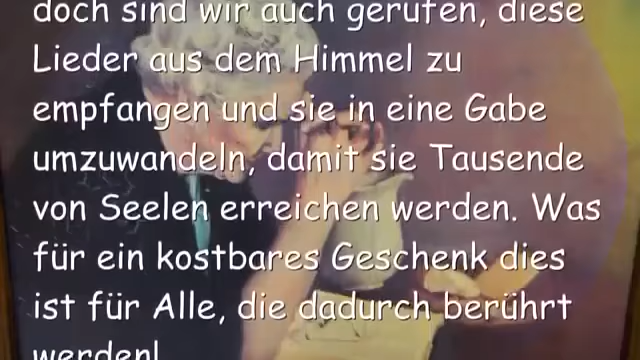 doch sind wir auch gerufen, diese
Lieder aus dem Himmel zu
empfangen und sie in eine Gabe
umzuwandeln, damit sie Tausende
von Seelen erreichen werden. Was
für ein kostbares Geschenk dies
ist für Alle, die dadurch berührt
werden!